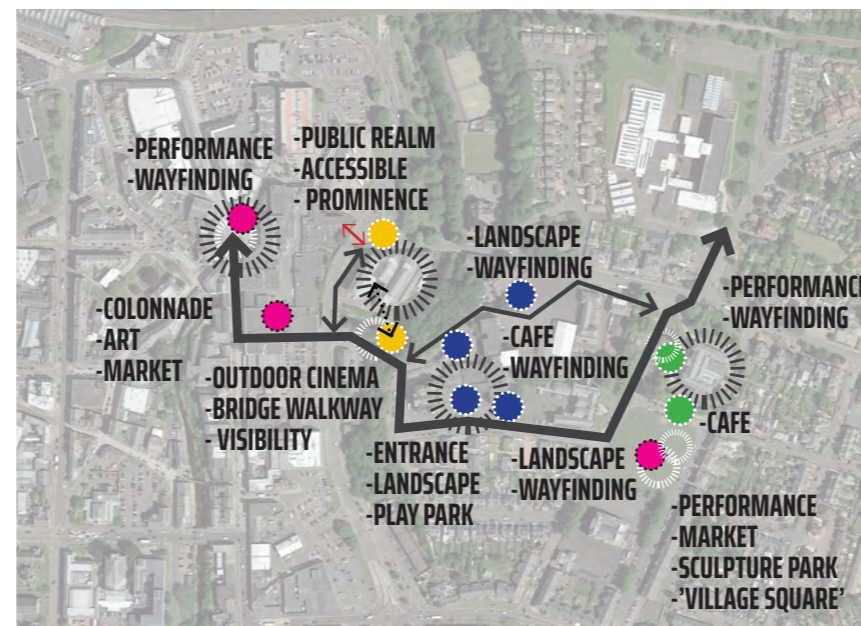 -PERFORMANCE
-WAYFINDING
-PUBLIC REALM
-ACCESSIBLE
- PROMINENCE
-LANDSCAPE
-WAYFINDING
-PERFORMANCE
-WAYFINDING
-COLONNADE
-ART
-MARKET
-OUTDOOR CINEMA
-BRIDGE WALKWAY
- VISIBILITY
-CAFE
-WAYFINDING
-CAFE
-ENTRANCE
-LANDSCAPE
-PLAY PARK
-LANDSCAPE
-WAYFINDING
-PERFORMANCE
-MARKET
-SCULPTURE PARK
-'VILLAGE SQUARE'